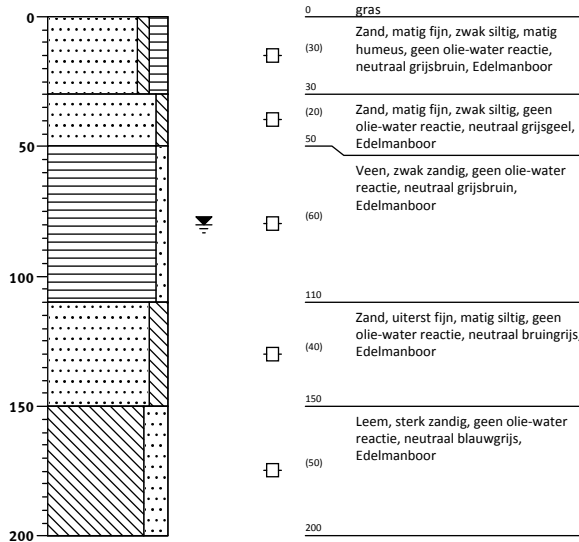 0
0
gras
Zand, matig fijn, zwak siltig, matig
(30)
humeus, geen olie-water reactie,
neutraal grijsbruin, Edelmanboor
30
(20)
Zand, matig fijn, zwak siltig, geen
olie-water reactie, neutraal grijsgeel,
Edelmanboor
50
50
Veen, zwak zandig, geen olie-water
reactie, neutraal grijsbruin,
Edelmanboor
(60)
100
110
Zand, uiterst fijn, matig siltig, geen
olie-water reactie, neutraal bruingrijs,
(40)
Edelmanboor
150
150
Leem, sterk zandig, geen olie-water
reactie, neutraal blauwgrijs,
Edelmanboor
(50)
200
200